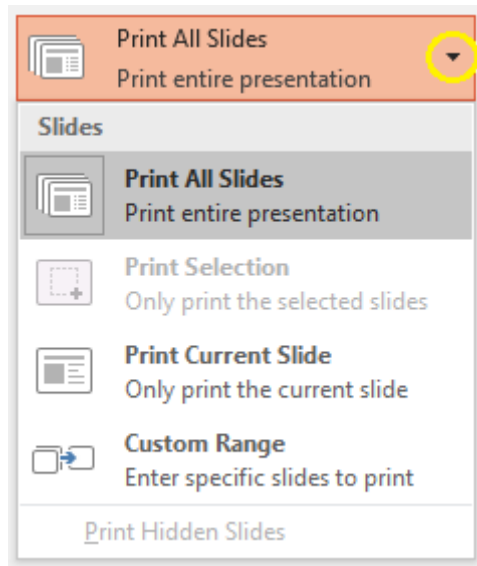 Print All Slides
Print entire presentation
Slides
Print All Slides
Print entire presentation
Print Selection
Only print the selected slides
Print Current Slide
Only print the current slide
Custom Range
Enter specific slides to print
Print Hidden Slides